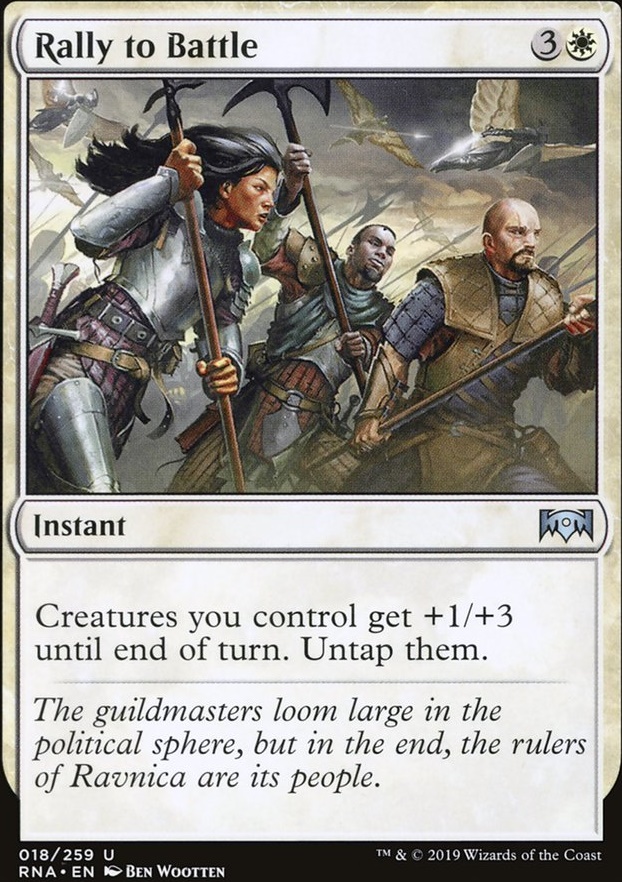 Rally to Battle 3
Instant
Creatures you control get +1/+3
until end of turn. Untap them.
The guildmasters loom large in the
political sphere, but in the end, the rulers
of Ravnica are its people.
018/259 U
RNA • EN Ben Wootten
™ & © 2019 Wizards of the Coast